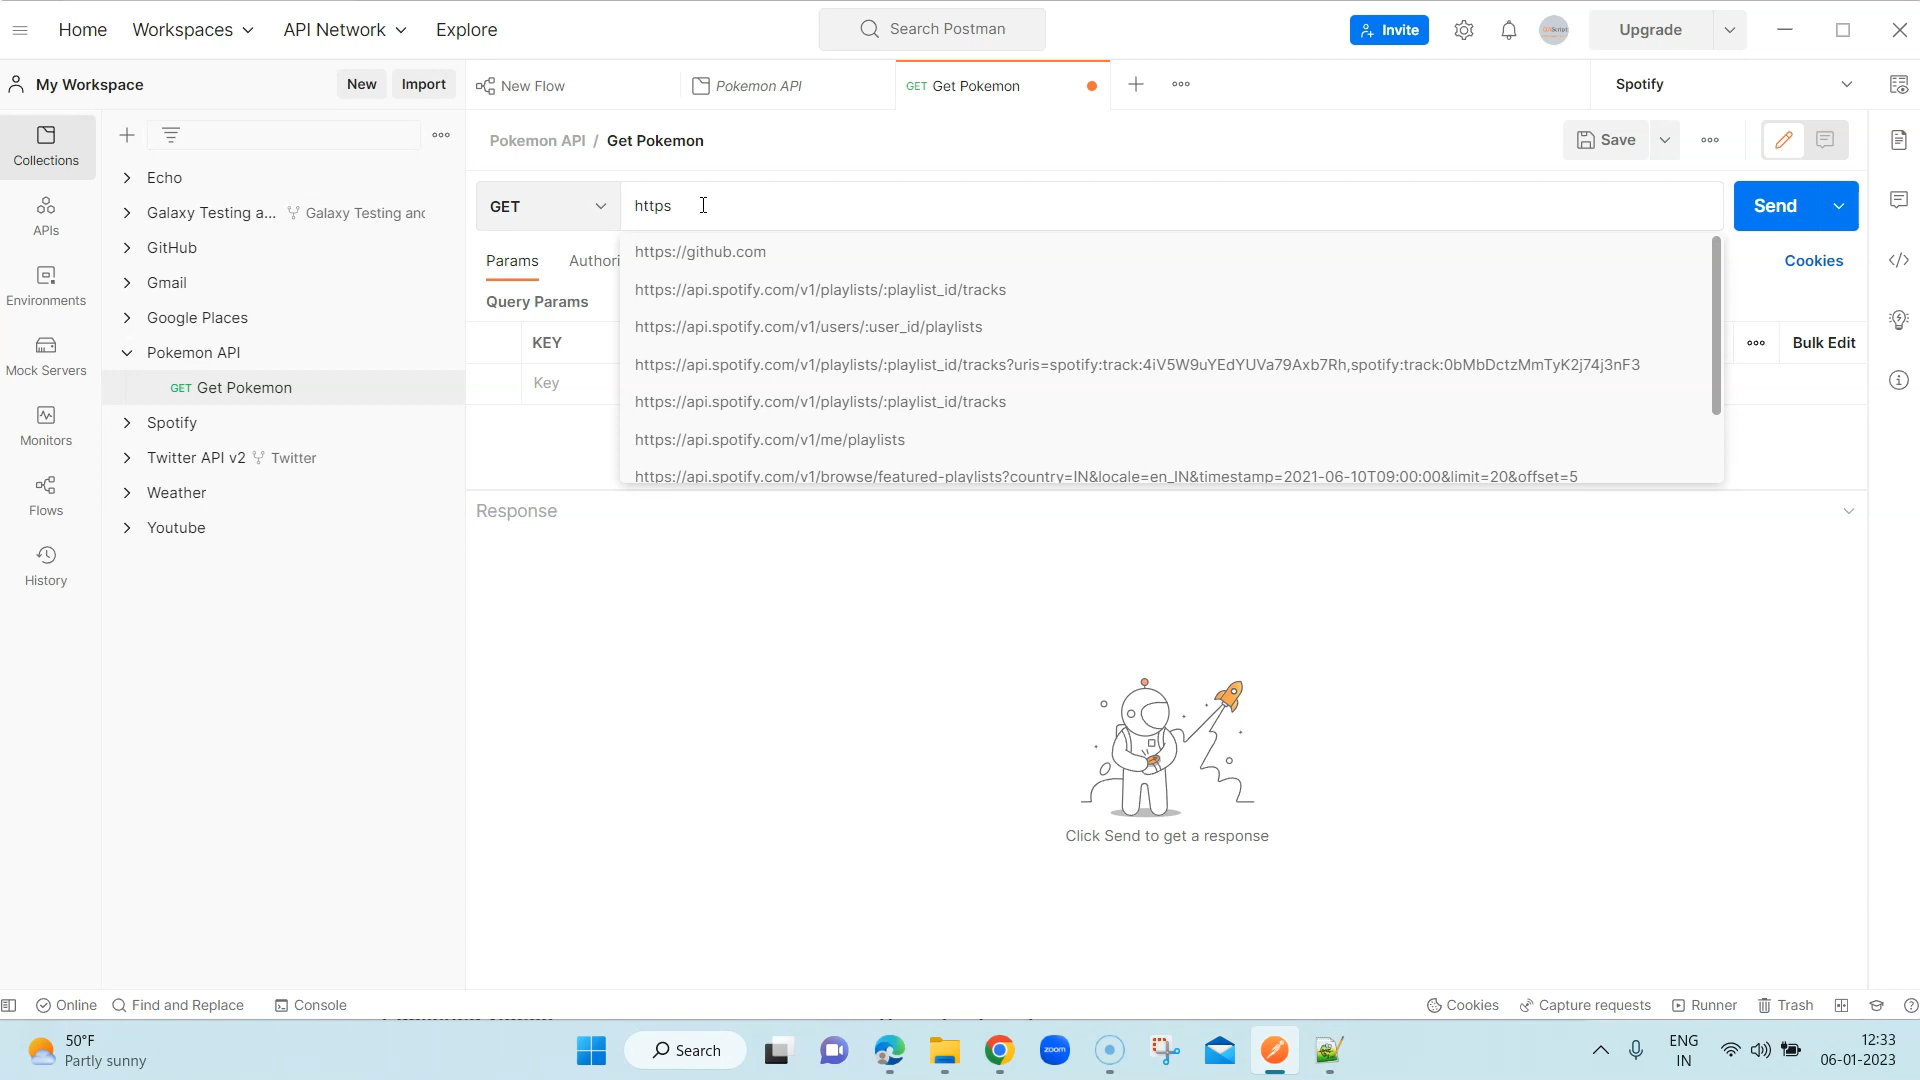 Home Workspaces API Network Explore Search Postman Invite Upgrade
My Workspace New Import New Flow Pokemon API GET Get Pokemon Spotify
Collections
APIs
Environments
Mock Servers
Monitors
Flows
History
Echo
Galaxy Testing a... Galaxy Testing and
GitHub
Gmail
Google Places
Pokemon API
GET Get Pokemon
Spotify
Twitter API v2 Twitter
Weather
Youtube
Pokemon API / Get Pokemon Save
GET https Send
Params Authori Cookies
Query Params
KEY Bulk Edit
Key
https://github.com
https://api.spotify.com/v1/playlists/:playlist_id/tracks
https://api.spotify.com/v1/users/:user_id/playlists
https://api.spotify.com/v1/playlists/:playlist_id/tracks?uris=spotify:track:4iV5W9uYEdYUVa79Axb7Rh,spotify:track:0bMbDctzMmTyK2j74j3nF3
https://api.spotify.com/v1/playlists/:playlist_id/tracks
https://api.spotify.com/v1/me/playlists
https://api.spotify.com/v1/browse/featured-playlists?country=IN&locale=en_IN&timestamp=2021-06-10T09:00:00&limit=20&offset=5
Response
Click Send to get a response
Online Find and Replace Console Cookies Capture requests Runner Trash
50°F
Partly sunny
Search
zoom
ENG
IN
12:33
06-01-2023